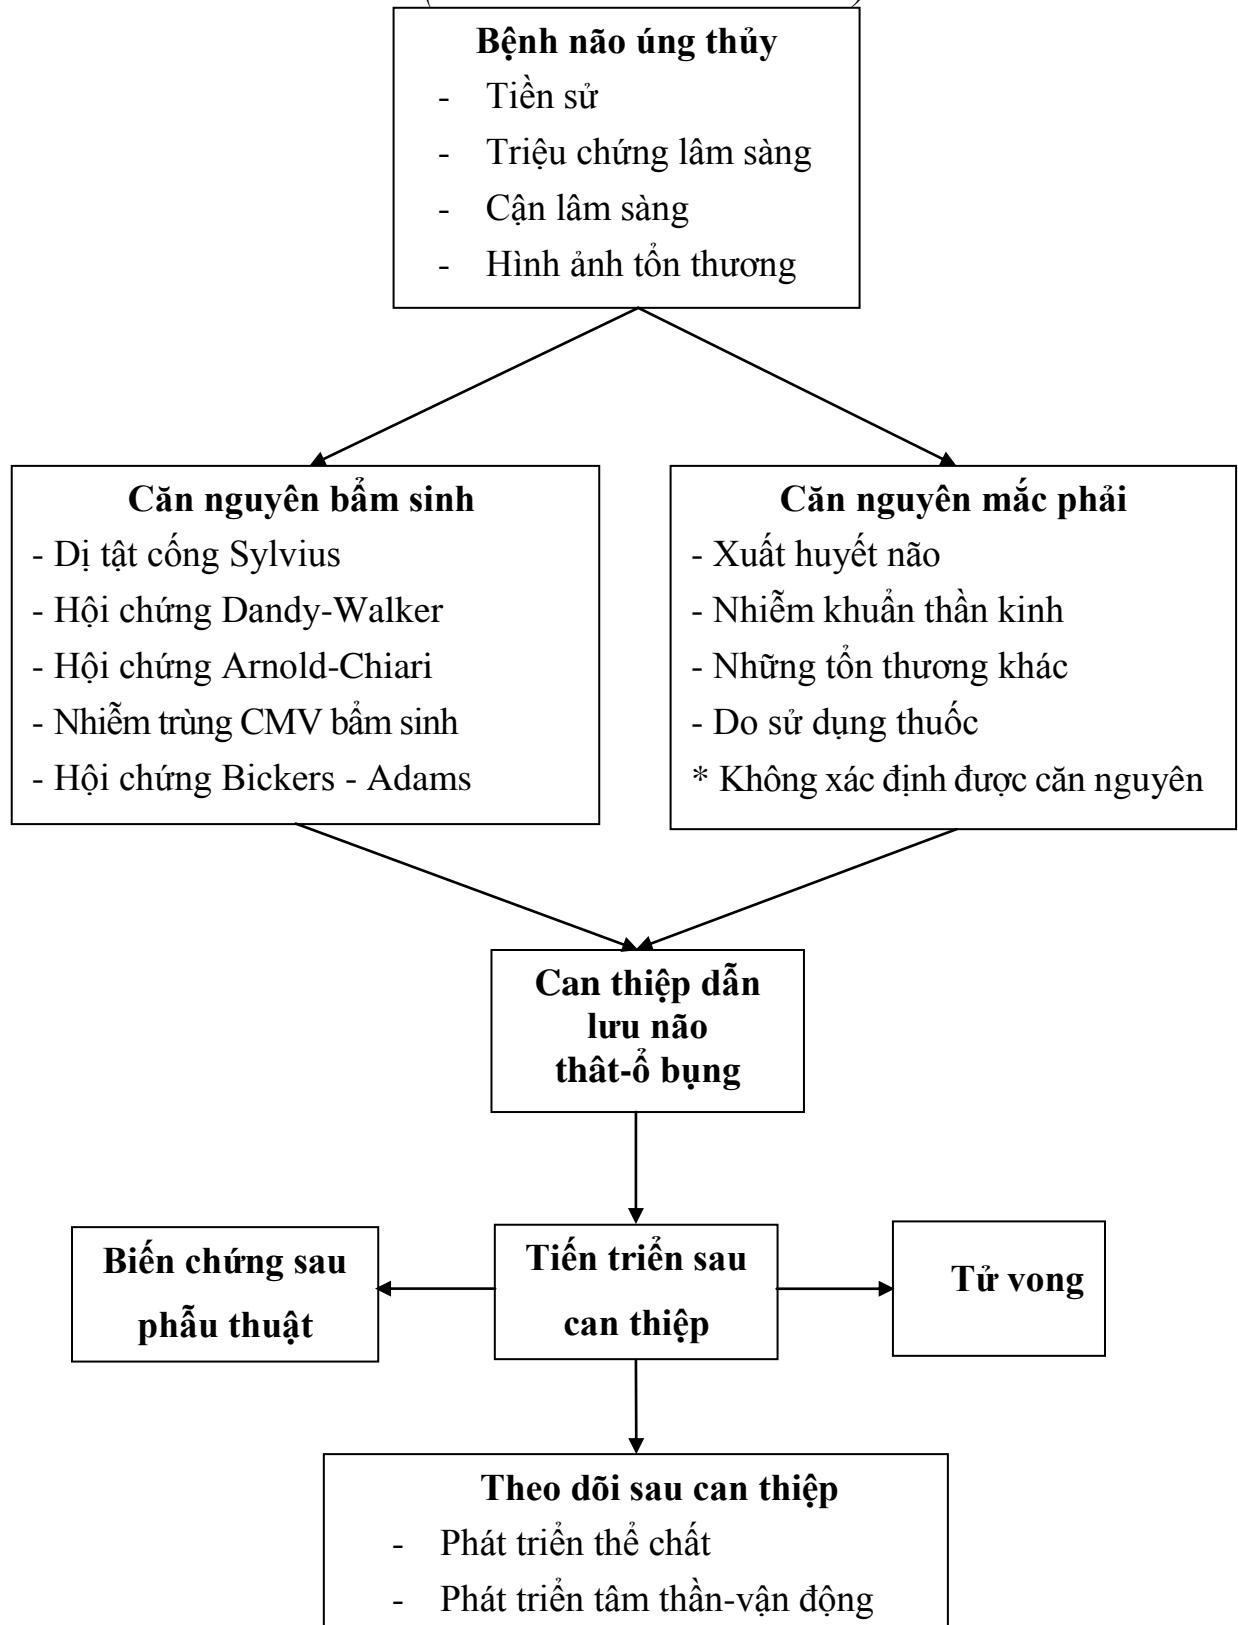 Bệnh não úng thủy
- Tiền sử
- Triệu chứng lâm sàng
- Cận lâm sàng
- Hình ảnh tổn thương
Căn nguyên bẩm sinh
- Dị tật cống Sylvius
- Hội chứng Dandy-Walker
- Hội chứng Arnold-Chiari
- Nhiễm trùng CMV bẩm sinh
- Hội chứng Bickers - Adams
Căn nguyên mắc phải
- Xuất huyết não
- Nhiễm khuẩn thần kinh
- Những tổn thương khác
- Do sử dụng thuốc
* Không xác định được căn nguyên
Can thiệp dẫn
lưu não
thât-ổ bụng
Biến chứng sau
phẫu thuật
Tiến triển sau
can thiệp
Tử vong
Theo dõi sau can thiệp
- Phát triển thể chất
- Phát triển tâm thần-vận động